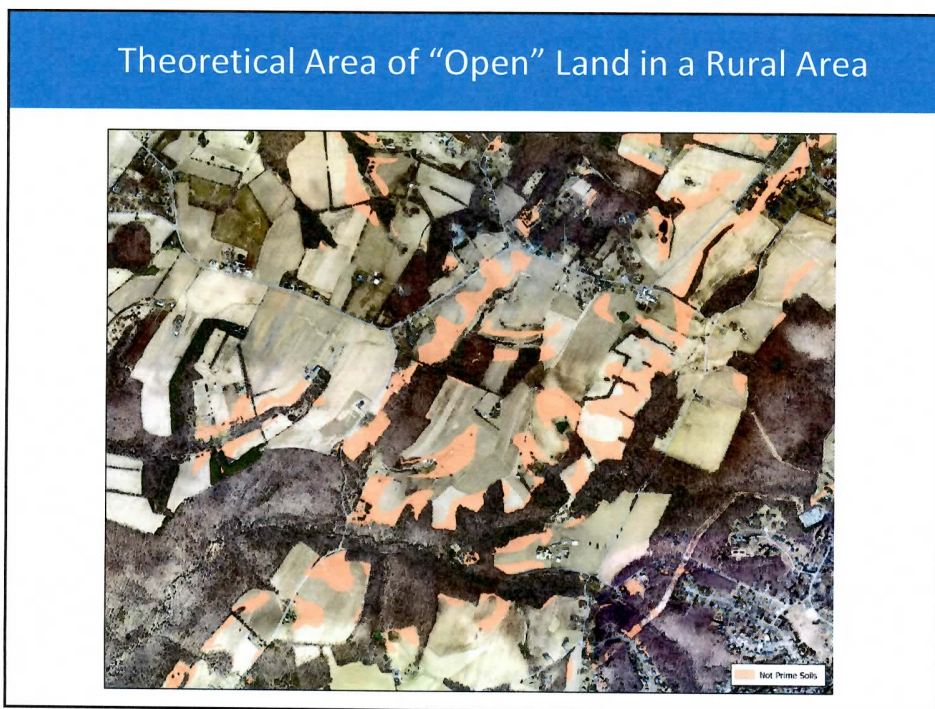 Theoretical Area of “Open” Land in a Rural Area
Not Prime Soils